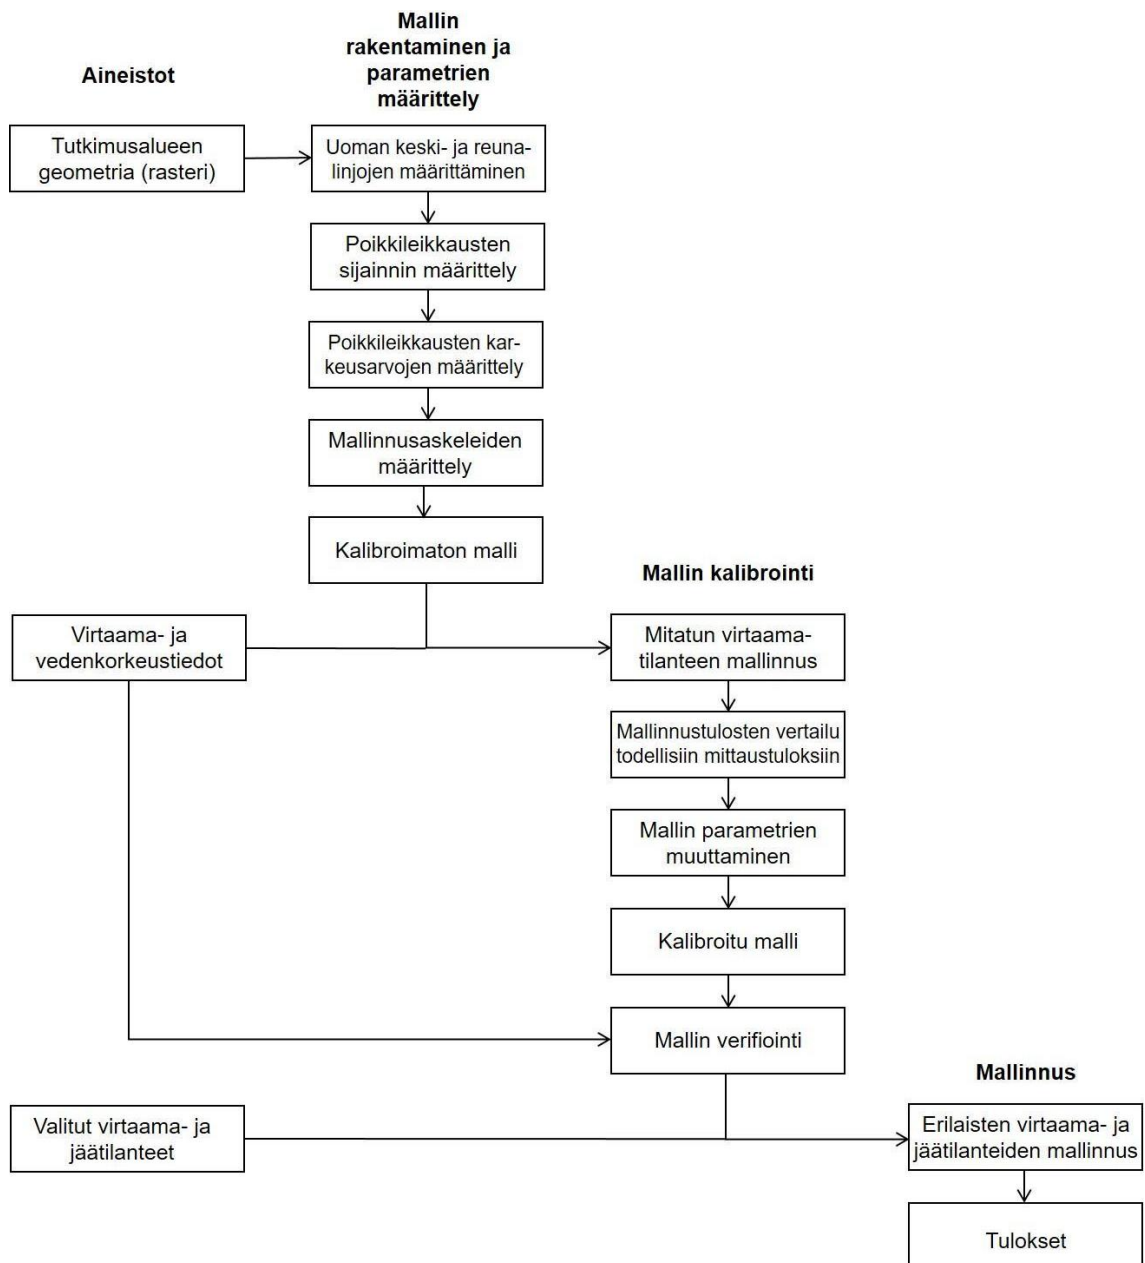 Aineistot
Mallin
rakentaminen ja
parametrien
määrittely
Tutkimusalueen
geometria (rasteri)
Uoman keski- ja reuna-
linjojen määrittäminen
Poikkileikkausten
sijainnin määrittely
Poikkileikkausten kar-
keusarvojen määrittely
Mallinnusaskeleiden
määrittely
Kalibroimaton malli
Mallin kalibrointi
Virtaama- ja
vedenkorkeustiedot
Mitatun virtaama-
tilanteen mallinnus
Mallinnustulosten vertailu
todellisiin mittaustuloksiin
Mallin parametrien
muuttaminen
Kalibroitu malli
Mallin verifiointi
Mallinnus
Valitut virtaama- ja
jäätilanteet
Erilaisten virtaama- ja
jäätilanteiden mallinnus
Tulokset